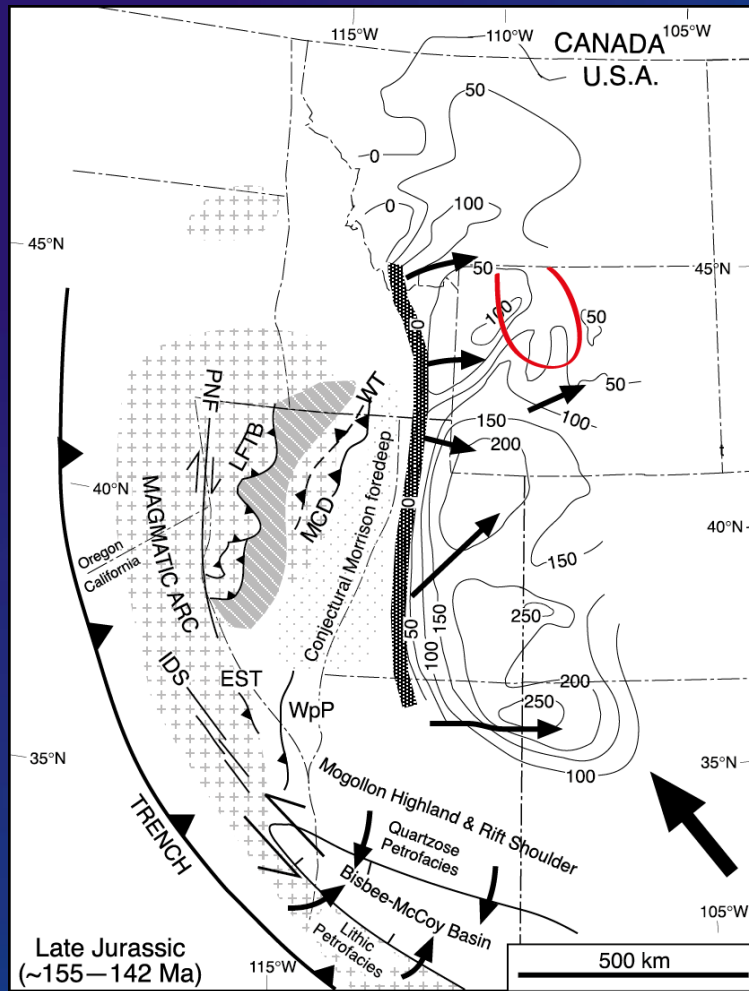 115°W
110°W
105°W
CANADA
U.S.A.
50
0
0
100
45°N
50
45°N
100
50
0
50
PNF
WT
100
150
LFTB
200
MCD
40°N
0
40°N
Oregon
California
MAGMATIC ARC
Conjectural Morrison foredeep
150
250
50
100
150
IDS
EST
200
WpP
250
35°N
35°N
100
TRENCH
Mogollon Highland & Rift Shoulder
Quartzose
Petrofacies
Bisbee-McCoy Basin
105°W
Lithic
Petrofacies
Late Jurassic
(~155—142 Ma)
115°W
500 km